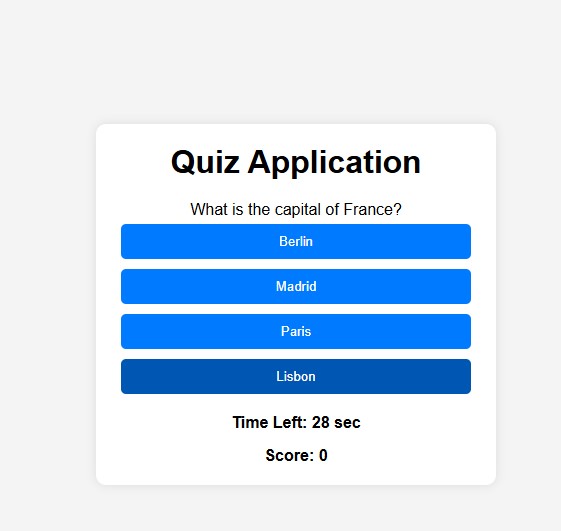 Quiz Application
What is the capital of France?
Berlin
Madrid
Paris
Lisbon
Time Left: 28 sec
Score: 0